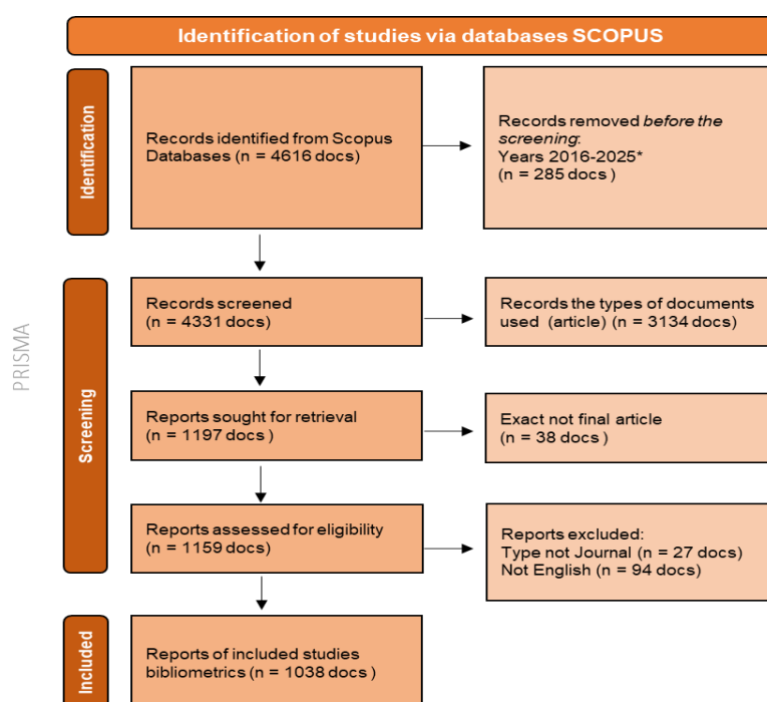 Identification of studies via databases SCOPUS
Identification
Records identified from Scopus
Databases (n = 4616 docs)
Records removed before the
screening:
Years 2016-2025*
(n = 285 docs )
PRISMA
Screening
Records screened
(n = 4331 docs)
Records the types of documents
used (article) (n = 3134 docs)
Reports sought for retrieval
(n = 1197 docs )
Exact not final article
(n = 38 docs )
Reports assessed for eligibility
(n = 1159 docs)
Reports excluded:
Type not Journal (n = 27 docs)
Not English (n = 94 docs)
Included
Reports of included studies
bibliometrics (n = 1038 docs )